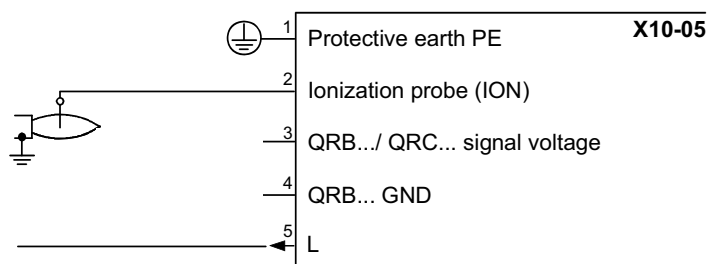 X10-05
1 Protective earth PE
2 Ionization probe (ION)
3 QRB.../ QRC... signal voltage
4 QRB... GND
5 L